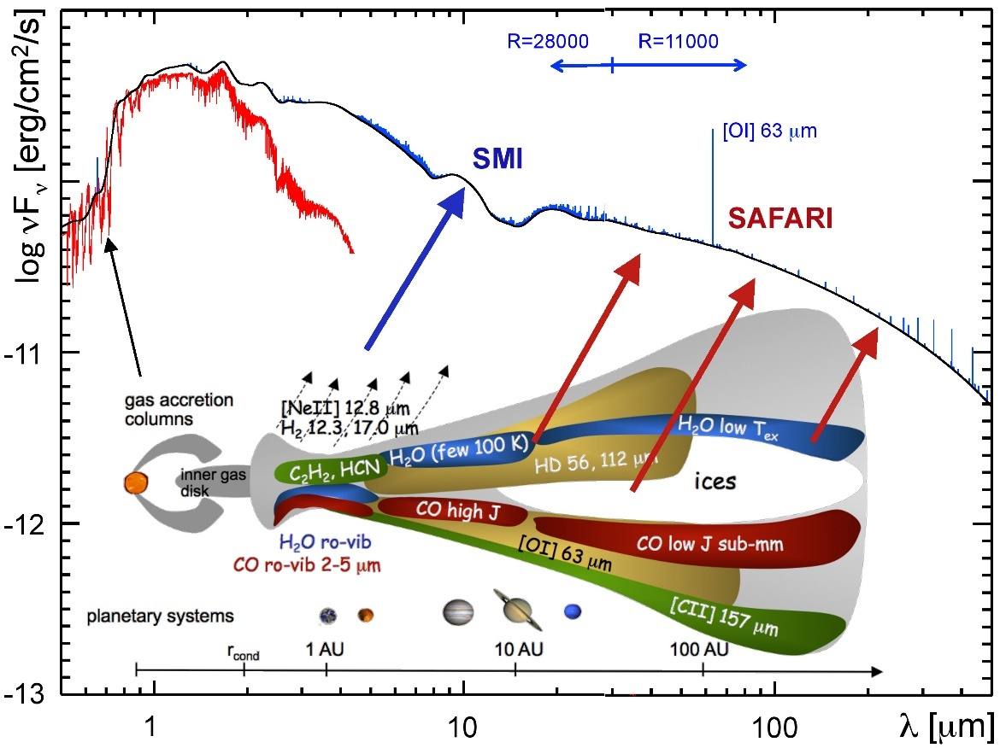 log νFν [erg/cm²/s]
R=28000
R=11000
[OI] 63 μm
SMI
SAFARI
-11
-12
-13
gas accretion
columns
[NeII] 12.8 μm
H₂ 12.3, 17.0 μm
inner gas
disk
C₂H₂, HCN
H₂O (few 100 K)
H₂O low Tex
HD 56, 112 μm
ices
CO high J
CO low J sub-mm
H₂O ro-vib
CO ro-vib 2-5 μm
[OI] 63 μm
[CII] 157 μm
planetary systems
rcond
1 AU
10 AU
100 AU
1
10
100
λ [μm]